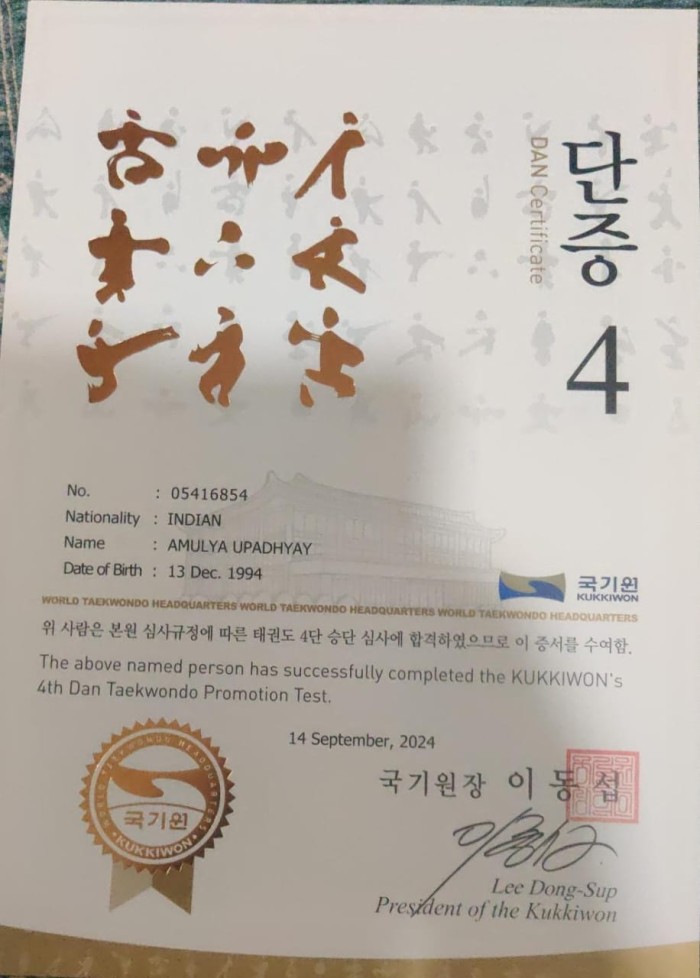 단증
DAN Certificate
4
No. : 05416854
Nationality : INDIAN
Name : AMULYA UPADHYAY
Date of Birth : 13 Dec. 1994
국기원
KUKKIWON
WORLD TAEKWONDO HEADQUARTERS WORLD TAEKWONDO HEADQUARTERS WORLD TAEKWONDO HEADQUARTERS
위 사람은 본원 심사규정에 따른 태권도 4단 승단 심사에 합격하였으므로 이 증서를 수여함.
The above named person has successfully completed the KUKKIWON's
4th Dan Taekwondo Promotion Test.
14 September, 2024
국기원장 이동섭
Lee Dong-Sup
President of the Kukkiwon
WORLD TAEKWONDO HEADQUARTERS
국기원
KUKKIWON